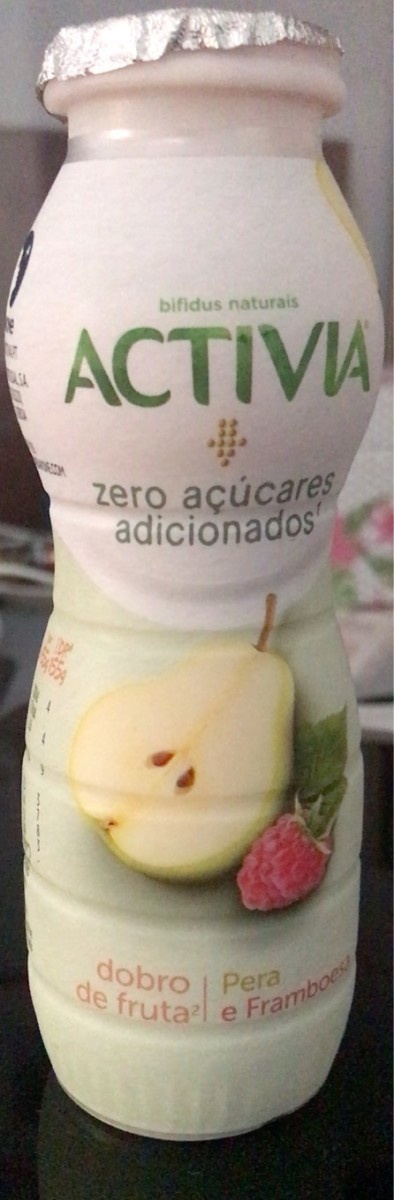 bifidus naturais
ACTIVIA
zero açúcares
adicionados¹
dobro
de fruta²
Pera
e Framboesa